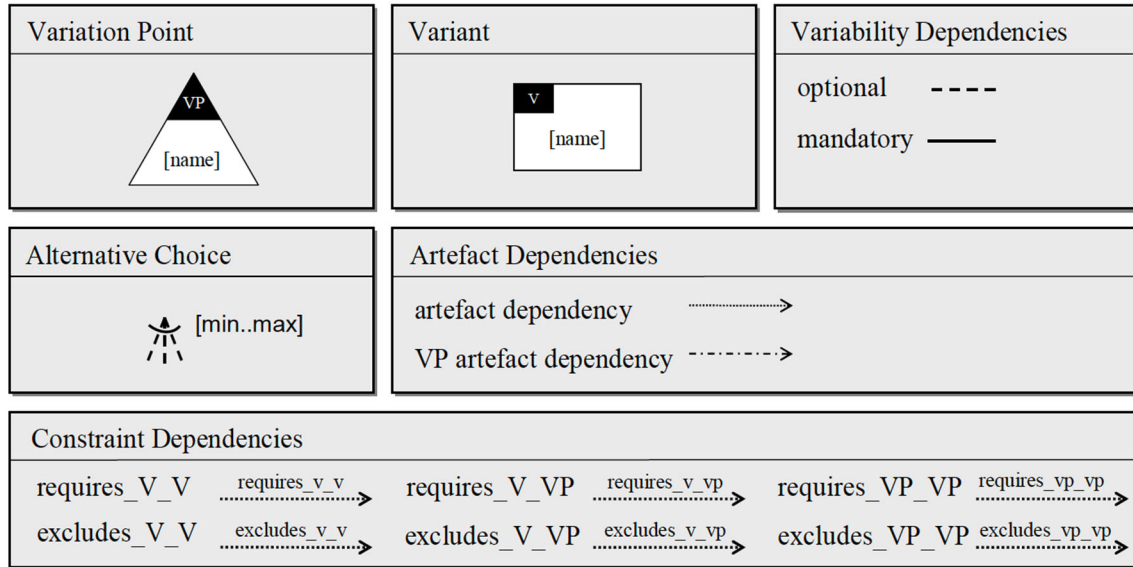 Variation Point
VP
[name]
Variant
V
[name]
Variability Dependencies
optional
mandatory
Alternative Choice
[min..max]
Artefact Dependencies
artefact dependency
VP artefact dependency
Constraint Dependencies
requires_V_V requires_v_v requires_V_VP requires_v_vp requires_VP_VP requires_vp_vp
excludes_V_V excludes_v_v excludes_V_VP excludes_v_vp excludes_VP_VP excludes_vp_vp